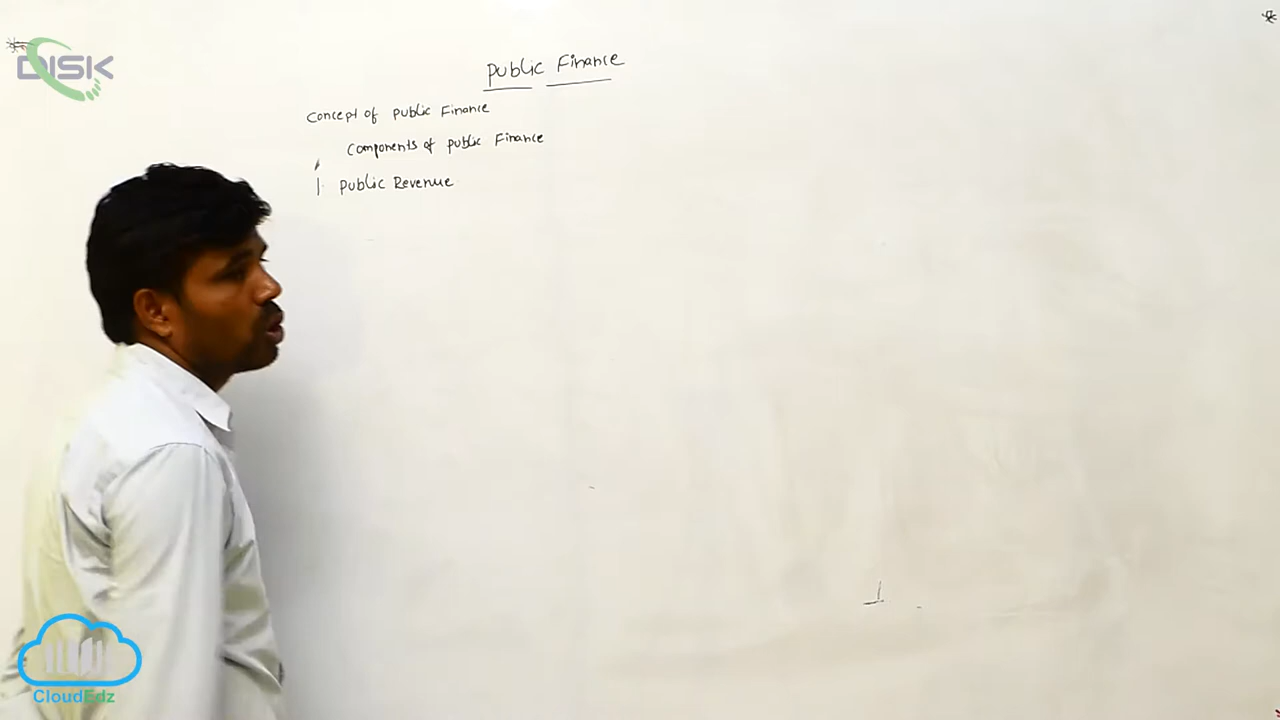 DISK
Public Finance
Concept of Public Finance
Components of Public Finance
1. Public Revenue
CloudEdz